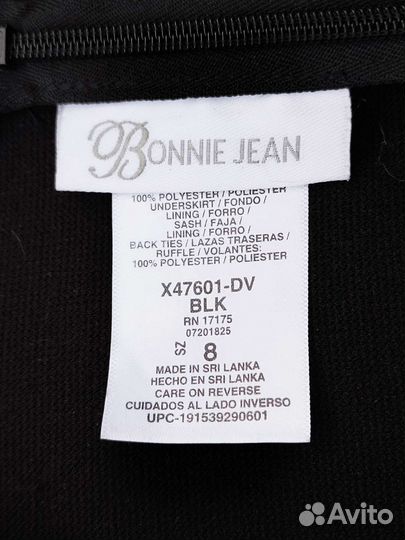 BONNIE JEAN
100% POLYESTER / POLIESTER
UNDERSKIRT / FONDO /
LINING / FORRO /
SASH / FAJA /
LINING / FORRO /
BACK TIES / LAZAS TRASERAS /
RUFFLE / VOLANTES:
100% POLYESTER / POLIESTER
X47601-DV
BLK
RN 17175
07201825
ZS 8
MADE IN SRI LANKA
HECHO EN SRI LANKA
CARE ON REVERSE
CUIDADOS AL LADO INVERSO
UPC-191539290601
Avito